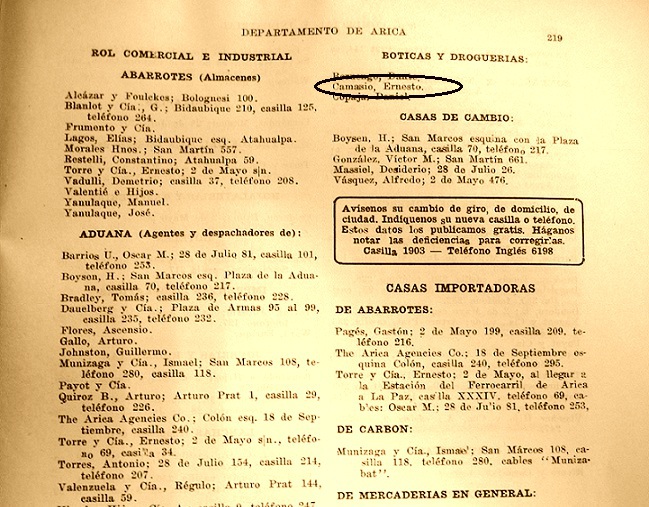 DEPARTAMENTO DE ARICA
219
ROL COMERCIAL E INDUSTRIAL
ABARROTES (Almacenes)
Alcázar y Foulckes; Bolognesi 100.
Blanlot y Cía., G.; Bidaubique 210, casilla 125,
teléfono 264.
Frumento y Cía.
Lagos, Elías; Bidaubique esq. Atahualpa.
Morales Hnos.; San Martín 557.
Restelli, Constantino; Atahualpa 59.
Torre y Cía., Ernesto; 2 de Mayo s|n.
Vadulli, Demetrio; casilla 37, teléfono 208.
Valentié e Hijos.
Yanulaque, Manuel.
Yanulaque, José.
ADUANA (Agentes y despachadores de):
Barrios U., Oscar M.; 28 de Julio 81, casilla 101,
teléfono 253.
Boyson, H.; San Marcos esq. Plaza de la Adua-
na, casilla 70, teléfono 217.
Bradley, Tomás; casilla 236, teléfono 228.
Dauelberg y Cía.; Plaza de Armas 95 al 99,
casilla 235, teléfono 232.
Flores, Ascensio.
Gallo, Arturo.
Johnston, Guillermo.
Munizaga y Cía., Ismael; San Marcos 108, te-
léfono 280, casilla 118.
Payot y Cía.
Quiroz B., Arturo; Arturo Prat 1, casilla 29,
teléfono 226.
The Arica Agencies Co.; Colón esq. 18 de Sep-
tiembre, casilla 240.
Torre y Cía., Ernesto; 2 de Mayo s|n., teléfo-
no 69, casilla 34.
Torres, Antonio; 28 de Julio 154, casilla 214,
teléfono 207.
Valenzuela y Cía., Régulo; Arturo Prat 144,
casilla 59.
BOTICAS Y DROGUERIAS:
Camasio, Ernesto.
Copaja, Daniel.
CASAS DE CAMBIO:
Boysen, H.; San Marcos esquina con la Plaza
de la Aduana, casilla 70, teléfono 217.
González, Víctor M.; San Martín 661.
Massiel, Desiderio; 28 de Julio 26.
Vásquez, Alfredo; 2 de Mayo 476.
Avísenos su cambio de giro, de domicilio, de
ciudad. Indíquenos su nueva casilla o teléfono.
Estos datos los publicamos gratis. Háganos
notar las deficiencias para corregirlas.
Casilla 1903 — Teléfono Inglés 6198
CASAS IMPORTADORAS
DE ABARROTES:
Pagés, Gastón; 2 de Mayo 199, casilla 209, te-
léfono 216.
The Arica Agencies Co.; 18 de Septiembre es-
quina Colón, casilla 240, teléfono 295.
Torre y Cía., Ernesto; 2 de Mayo, al llegar a
la Estación del Ferrocarril de Arica
a La Paz, casilla XXXIV, teléfono 69, ca-
bles: Oscar M.; 28 de Julio 81, teléfono 253,
DE CARBON:
Munizaga y Cía., Ismael; San Márcos 108, ca-
silla 118, teléfono 280, cables "Muniza-
bat".
DE MERCADERIAS EN GENERAL: